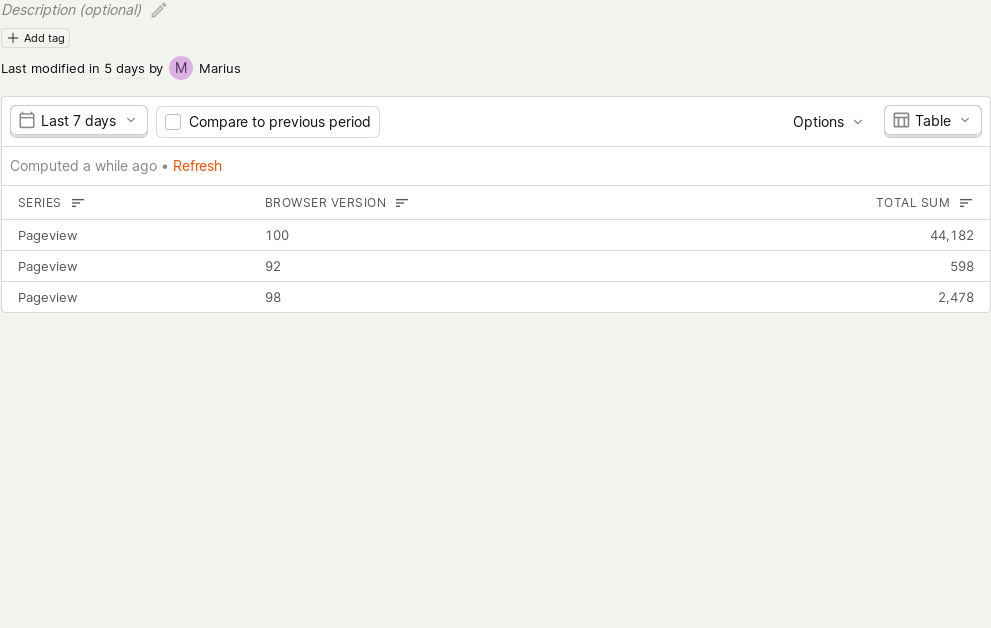 Description (optional)
Add tag
Last modified in 5 days by M Marius
Last 7 days Compare to previous period Options Table
Computed a while ago • Refresh
SERIES BROWSER VERSION TOTAL SUM
Pageview 100 44,182
Pageview 92 598
Pageview 98 2,478